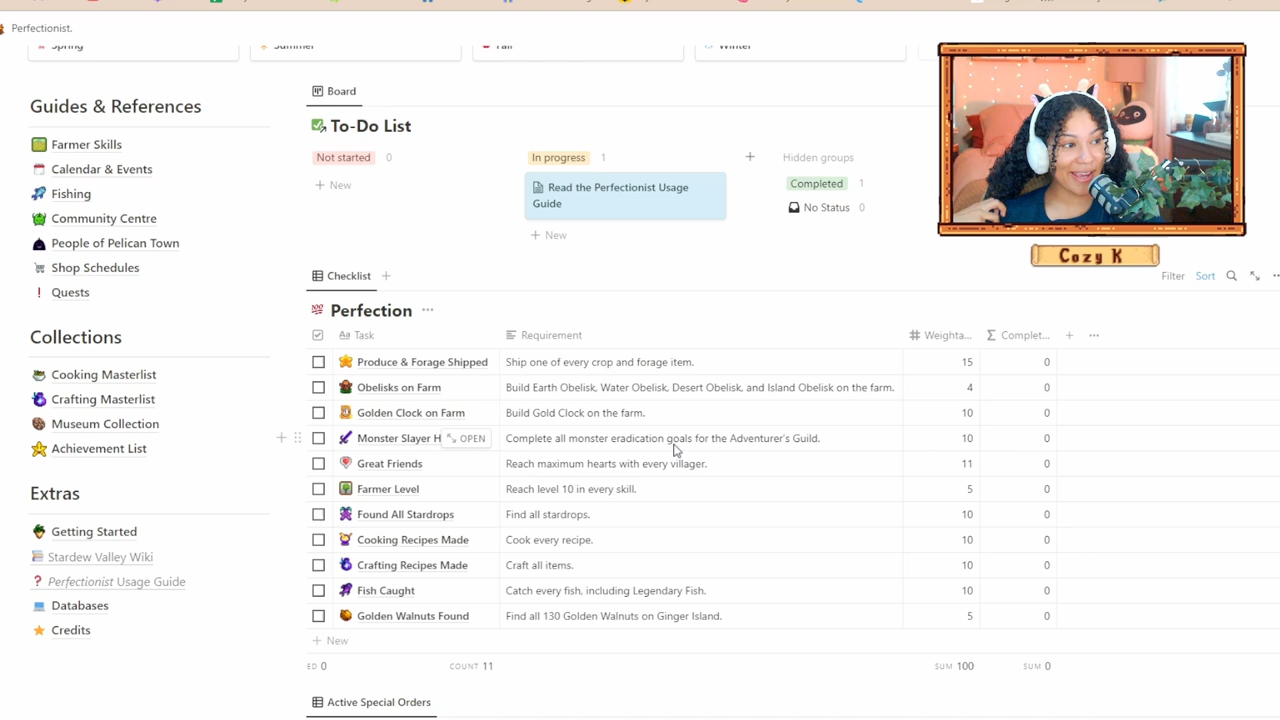 Perfectionist.
Spring
Summer
Fall
Winter
Guides & References
Farmer Skills
Calendar & Events
Fishing
Community Centre
People of Pelican Town
Shop Schedules
Quests
Collections
Cooking Masterlist
Crafting Masterlist
Museum Collection
Achievement List
Extras
Getting Started
Stardew Valley Wiki
Perfectionist Usage Guide
Databases
Credits
Board
To-Do List
Not started 0
+ New
In progress 1
Read the Perfectionist Usage
Guide
+ New
Hidden groups
Completed 1
No Status 0
Cozy K
Checklist
Filter Sort
Perfection
Aa Task Requirement # Weighta... Σ Complet...
Produce & Forage Shipped Ship one of every crop and forage item. 15 0
Obelisks on Farm Build Earth Obelisk, Water Obelisk, Desert Obelisk, and Island Obelisk on the farm. 4 0
Golden Clock on Farm Build Gold Clock on the farm. 10 0
Monster Slayer H OPEN Complete all monster eradication goals for the Adventurer's Guild. 10 0
Great Friends Reach maximum hearts with every villager. 11 0
Farmer Level Reach level 10 in every skill. 5 0
Found All Stardrops Find all stardrops. 10 0
Cooking Recipes Made Cook every recipe. 10 0
Crafting Recipes Made Craft all items. 10 0
Fish Caught Catch every fish, including Legendary Fish. 10 0
Golden Walnuts Found Find all 130 Golden Walnuts on Ginger Island. 5 0
+ New
ED 0 COUNT 11 SUM 100 SUM 0
Active Special Orders